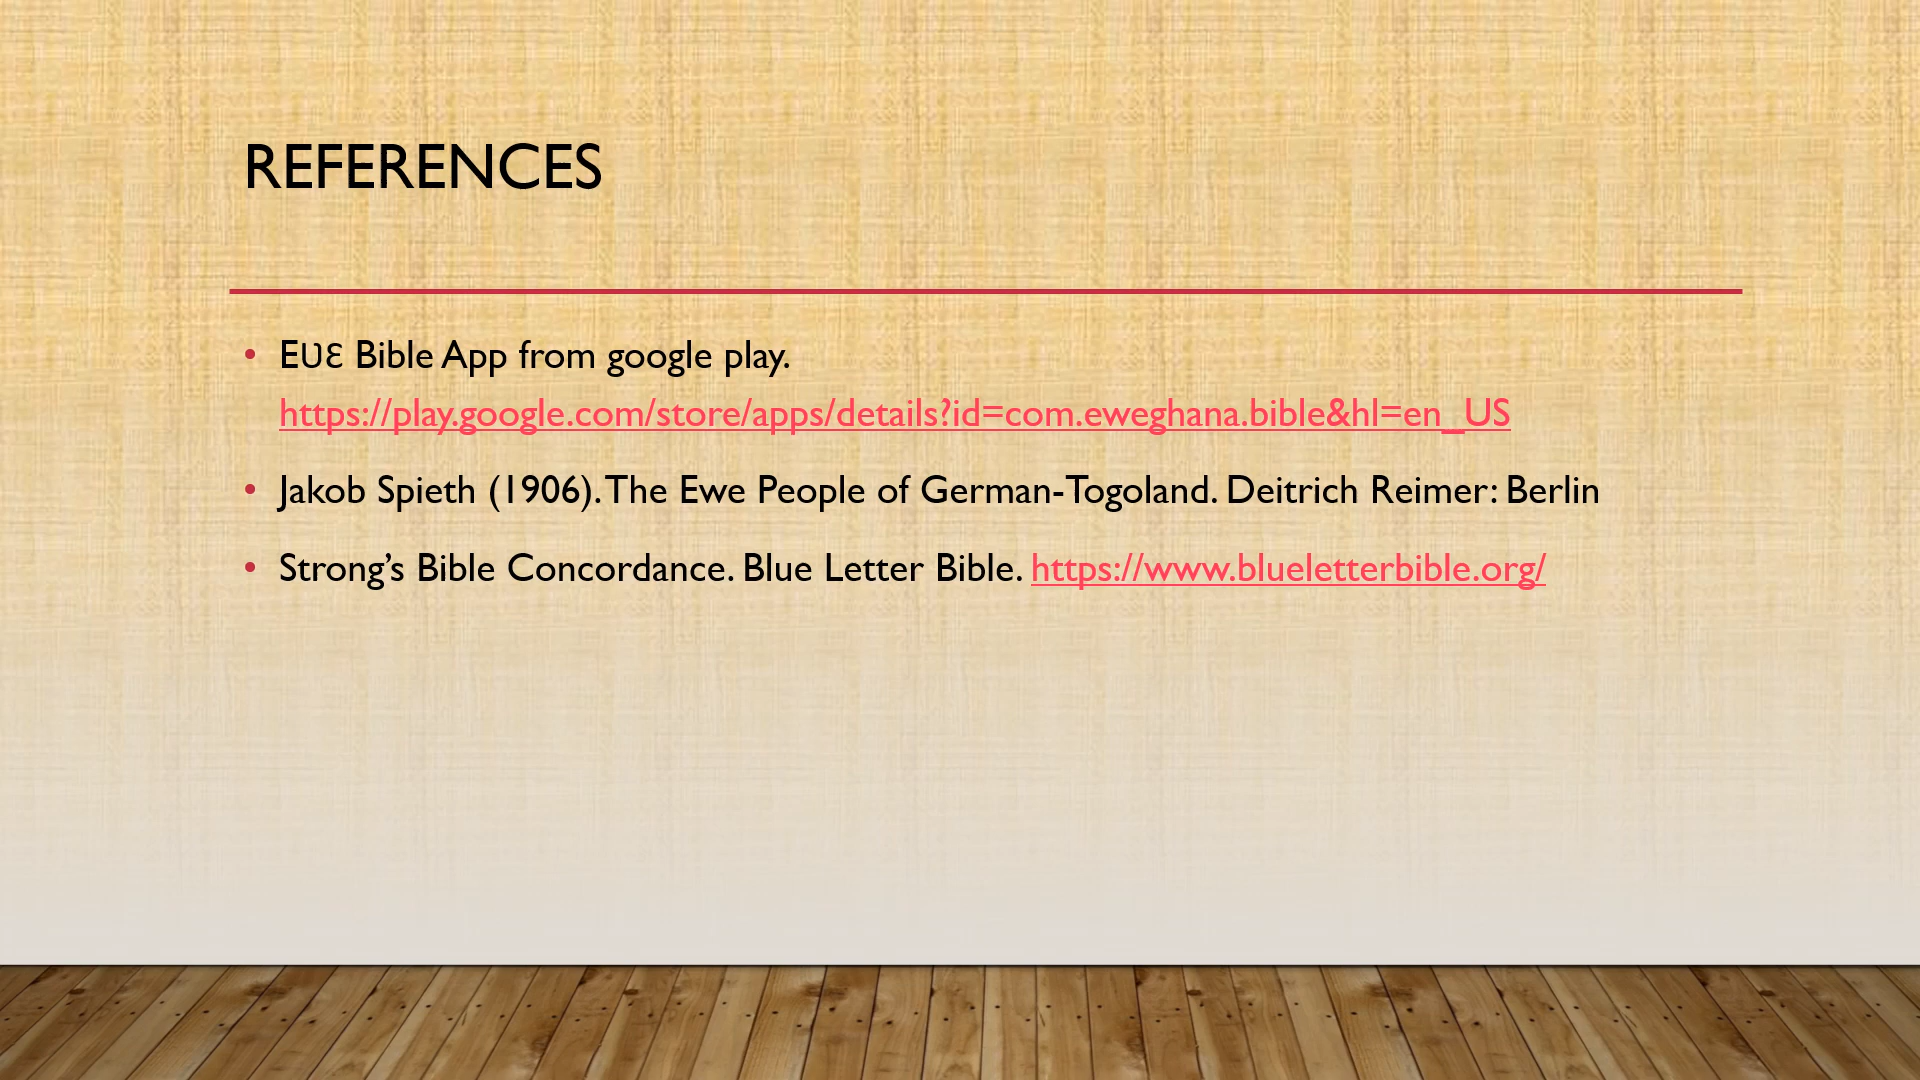 REFERENCES
• Eʋɛ Bible App from google play.
https://play.google.com/store/apps/details?id=com.eweghana.bible&hl=en_US
• Jakob Spieth (1906). The Ewe People of German-Togoland. Deitrich Reimer: Berlin
• Strong’s Bible Concordance. Blue Letter Bible. https://www.blueletterbible.org/